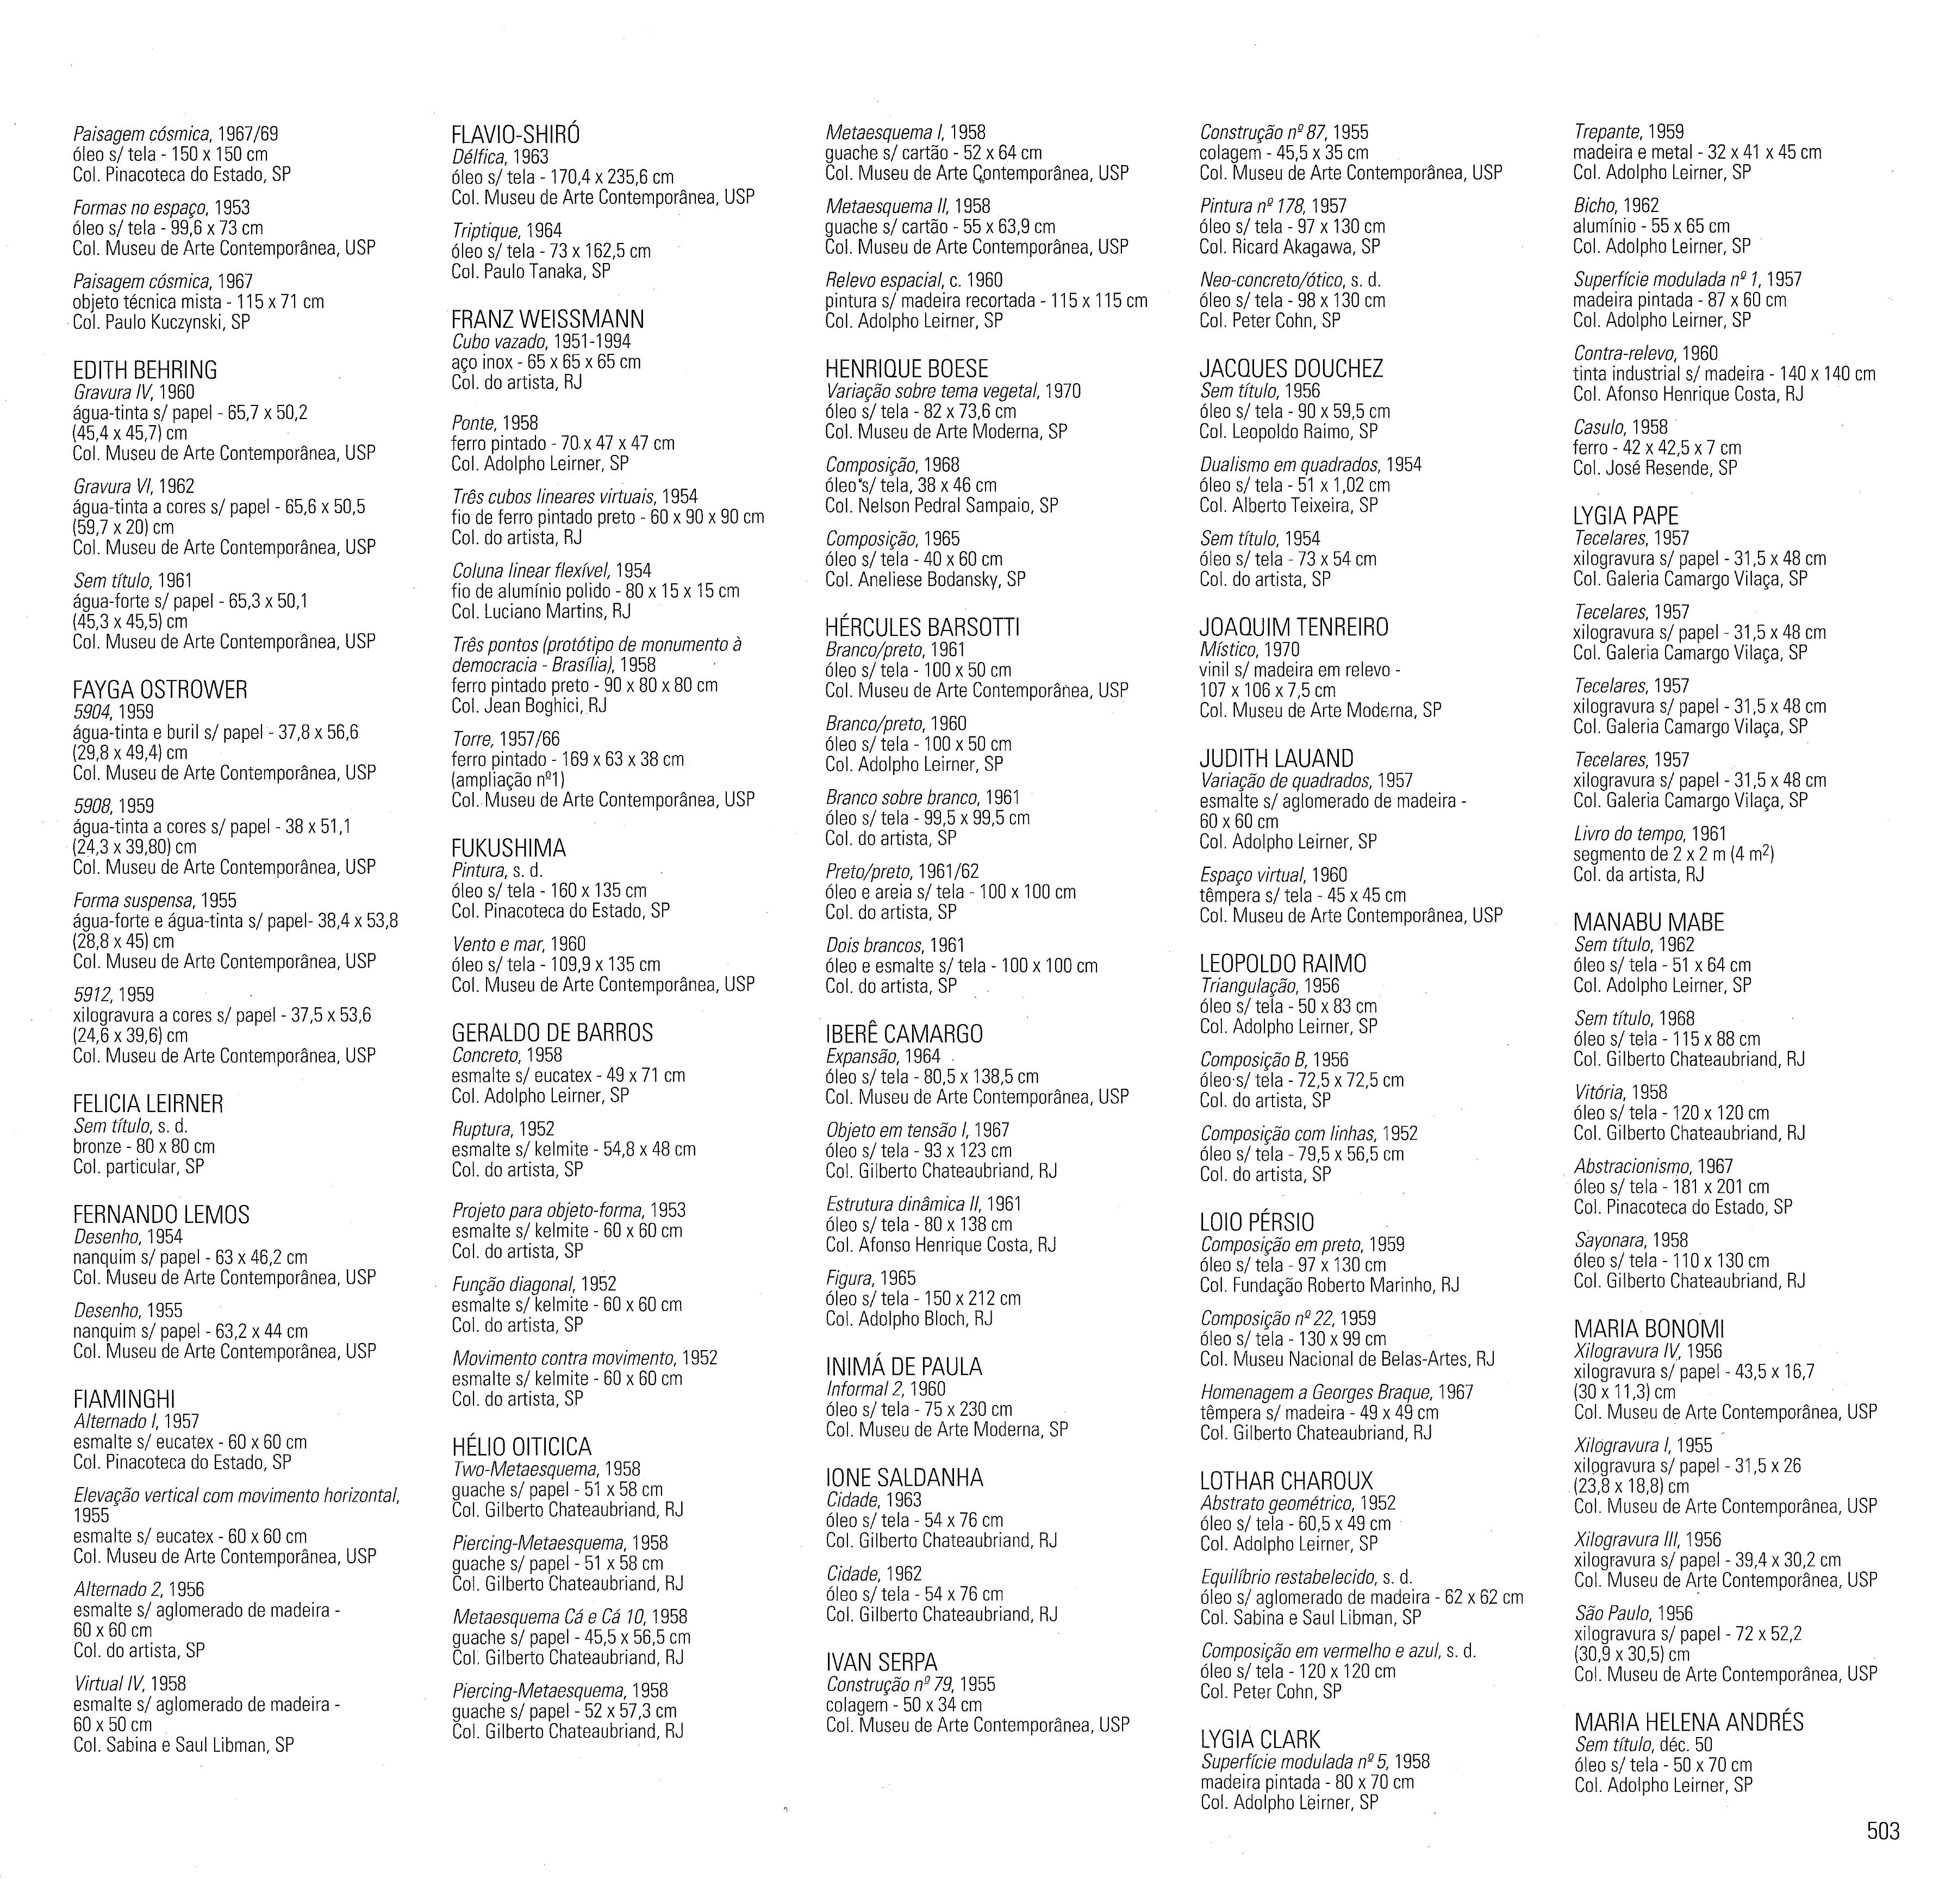 Paisagem cósmica, 1967/69
óleo s/ tela - 150 x 150 cm
Col. Pinacoteca do Estado, SP
Formas no espaço, 1953
óleo s/ tela - 99,6 x 73 cm
Col. Museu de Arte Contemporânea, USP
Paisagem cósmica, 1967
objeto técnica mista - 115 x 71 cm
Col. Paulo Kuczynski, SP
EDITH BEHRING
Gravura IV, 1960
água-tinta s/ papel - 65,7 x 50,2
(45,4 x 45,7) cm
Col. Museu de Arte Contemporânea, USP
Gravura VI, 1962
água-tinta a cores s/ papel - 65,6 x 50,5
(59,7 x 20) cm
Col. Museu de Arte Contemporânea, USP
Sem título, 1961
água-forte s/ papel - 65,3 x 50,1
(45,3 x 45,5) cm
Col. Museu de Arte Contemporânea, USP
FAYGA OSTROWER
5904, 1959
água-tinta e buril s/ papel - 37,8 x 56,6
(29,8 x 49,4) cm
Col. Museu de Arte Contemporânea, USP
5908, 1959
água-tinta a cores s/ papel - 38 x 51,1
(24,3 x 39,80) cm
Col. Museu de Arte Contemporânea, USP
Forma suspensa, 1955
água-forte e água-tinta s/ papel- 38,4 x 53,8
(28,8 x 45) cm
Col. Museu de Arte Contemporânea, USP
5912, 1959
xilogravura a cores s/ papel - 37,5 x 53,6
(24,6 x 39,6) cm
Col. Museu de Arte Contemporânea, USP
FELICIA LEIRNER
Sem título, s. d.
bronze - 80 x 80 cm
Col. particular, SP
FERNANDO LEMOS
Desenho, 1954
nanquim s/ papel - 63 x 46,2 cm
Col. Museu de Arte Contemporânea, USP
Desenho, 1955
nanquim s/ papel - 63,2 x 44 cm
Col. Museu de Arte Contemporânea, USP
FIAMINGHI
Alternado I, 1957
esmalte s/ eucatex - 60 x 60 cm
Col. Pinacoteca do Estado, SP
Elevação vertical com movimento horizontal,
1955
esmalte s/ eucatex - 60 x 60 cm
Col. Museu de Arte Contemporânea, USP
Alternado 2, 1956
esmalte s/ aglomerado de madeira -
60 x 60 cm
Col. do artista, SP
Virtual IV, 1958
esmalte s/ aglomerado de madeira -
60 x 50 cm
Col. Sabina e Saul Libman, SP
FLAVIO-SHIRÓ
Délfica, 1963
óleo s/ tela - 170,4 x 235,6 cm
Col. Museu de Arte Contemporânea, USP
Triptique, 1964
óleo s/ tela - 73 x 162,5 cm
Col. Paulo Tanaka, SP
FRANZ WEISSMANN
Cubo vazado, 1951-1994
aço inox - 65 x 65 x 65 cm
Col. do artista, RJ
Ponte, 1958
ferro pintado - 70 x 47 x 47 cm
Col. Adolpho Leirner, SP
Três cubos lineares virtuais, 1954
fio de ferro pintado preto - 60 x 90 x 90 cm
Col. do artista, RJ
Coluna linear flexível, 1954
fio de alumínio polido - 80 x 15 x 15 cm
Col. Luciano Martins, RJ
Três pontos (protótipo de monumento à
democracia - Brasília), 1958
ferro pintado preto - 90 x 80 x 80 cm
Col. Jean Boghici, RJ
Torre, 1957/66
ferro pintado - 169 x 63 x 38 cm
(ampliação nº1)
Col. Museu de Arte Contemporânea, USP
FUKUSHIMA
Pintura, s. d.
óleo s/ tela - 160 x 135 cm
Col. Pinacoteca do Estado, SP
Vento e mar, 1960
óleo s/ tela - 109,9 x 135 cm
Col. Museu de Arte Contemporânea, USP
GERALDO DE BARROS
Concreto, 1958
esmalte s/ eucatex - 49 x 71 cm
Col. Adolpho Leirner, SP
Ruptura, 1952
esmalte s/ kelmite - 54,8 x 48 cm
Col. do artista, SP
Projeto para objeto-forma, 1953
esmalte s/ kelmite - 60 x 60 cm
Col. do artista, SP
Função diagonal, 1952
esmalte s/ kelmite - 60 x 60 cm
Col. do artista, SP
Movimento contra movimento, 1952
esmalte s/ kelmite - 60 x 60 cm
Col. do artista, SP
HÉLIO OITICICA
Two-Metaesquema, 1958
guache s/ papel - 51 x 58 cm
Col. Gilberto Chateaubriand, RJ
Piercing-Metaesquema, 1958
guache s/ papel - 51 x 58 cm
Col. Gilberto Chateaubriand, RJ
Metaesquema Cá e Cá 10, 1958
guache s/ papel - 45,5 x 56,5 cm
Col. Gilberto Chateaubriand, RJ
Piercing-Metaesquema, 1958
guache s/ papel - 52 x 57,3 cm
Col. Gilberto Chateaubriand, RJ
Metaesquema I, 1958
guache s/ cartão - 52 x 64 cm
Col. Museu de Arte Contemporânea, USP
Metaesquema II, 1958
guache s/ cartão - 55 x 63,9 cm
Col. Museu de Arte Contemporânea, USP
Relevo espacial, c. 1960
pintura s/ madeira recortada - 115 x 115 cm
Col. Adolpho Leirner, SP
HENRIQUE BOESE
Variação sobre tema vegetal, 1970
óleo s/ tela - 82 x 73,6 cm
Col. Museu de Arte Moderna, SP
Composição, 1968
óleo s/ tela, 38 x 46 cm
Col. Nelson Pedral Sampaio, SP
Composição, 1965
óleo s/ tela - 40 x 60 cm
Col. Aneliese Bodansky, SP
HÉRCULES BARSOTTI
Branco/preto, 1961
óleo s/ tela - 100 x 50 cm
Col. Museu de Arte Contemporânea, USP
Branco/preto, 1960
óleo s/ tela - 100 x 50 cm
Col. Adolpho Leirner, SP
Branco sobre branco, 1961
óleo s/ tela - 99,5 x 99,5 cm
Col. do artista, SP
Preto/preto, 1961/62
óleo e areia s/ tela - 100 x 100 cm
Col. do artista, SP
Dois brancos, 1961
óleo e esmalte s/ tela - 100 x 100 cm
Col. do artista, SP
IBERÊ CAMARGO
Expansão, 1964
óleo s/ tela - 80,5 x 138,5 cm
Col. Museu de Arte Contemporânea, USP
Objeto em tensão I, 1967
óleo s/ tela - 93 x 123 cm
Col. Gilberto Chateaubriand, RJ
Estrutura dinâmica II, 1961
óleo s/ tela - 80 x 138 cm
Col. Afonso Henrique Costa, RJ
Figura, 1965
óleo s/ tela - 150 x 212 cm
Col. Adolpho Bloch, RJ
INIMÁ DE PAULA
Informal 2, 1960
óleo s/ tela - 75 x 230 cm
Col. Museu de Arte Moderna, SP
IONE SALDANHA
Cidade, 1963
óleo s/ tela - 54 x 76 cm
Col. Gilberto Chateaubriand, RJ
Cidade, 1962
óleo s/ tela - 54 x 76 cm
Col. Gilberto Chateaubriand, RJ
IVAN SERPA
Construção nº 79, 1955
colagem - 50 x 34 cm
Col. Museu de Arte Contemporânea, USP
Construção nº 87, 1955
colagem - 45,5 x 35 cm
Col. Museu de Arte Contemporânea, USP
Pintura nº 178, 1957
óleo s/ tela - 97 x 130 cm
Col. Ricard Akagawa, SP
Neo-concreto/ótico, s. d.
óleo s/ tela - 98 x 130 cm
Col. Peter Cohn, SP
JACQUES DOUCHEZ
Sem título, 1956
óleo s/ tela - 90 x 59,5 cm
Col. Leopoldo Raimo, SP
Dualismo em quadrados, 1954
óleo s/ tela - 51 x 1,02 cm
Col. Alberto Teixeira, SP
Sem título, 1954
óleo s/ tela - 73 x 54 cm
Col. do artista, SP
JOAQUIM TENREIRO
Místico, 1970
vinil s/ madeira em relevo -
107 x 106 x 7,5 cm
Col. Museu de Arte Moderna, SP
JUDITH LAUAND
Variação de quadrados, 1957
esmalte s/ aglomerado de madeira -
60 x 60 cm
Col. Adolpho Leirner, SP
Espaço virtual, 1960
têmpera s/ tela - 45 x 45 cm
Col. Museu de Arte Contemporânea, USP
LEOPOLDO RAIMO
Triangulação, 1956
óleo s/ tela - 50 x 83 cm
Col. Adolpho Leirner, SP
Composição B, 1956
óleo s/ tela - 72,5 x 72,5 cm
Col. do artista, SP
Composição com linhas, 1952
óleo s/ tela - 79,5 x 56,5 cm
Col. do artista, SP
LOIO PÉRSIO
Composição em preto, 1959
óleo s/ tela - 97 x 130 cm
Col. Fundação Roberto Marinho, RJ
Composição nº 22, 1959
óleo s/ tela - 130 x 99 cm
Col. Museu Nacional de Belas-Artes, RJ
Homenagem a Georges Braque, 1967
têmpera s/ madeira - 49 x 49 cm
Col. Gilberto Chateaubriand, RJ
LOTHAR CHAROUX
Abstrato geométrico, 1952
óleo s/ tela - 60,5 x 49 cm
Col. Adolpho Leirner, SP
Equilíbrio restabelecido, s. d.
óleo s/ aglomerado de madeira - 62 x 62 cm
Col. Sabina e Saul Libman, SP
Composição em vermelho e azul, s. d.
óleo s/ tela - 120 x 120 cm
Col. Peter Cohn, SP
LYGIA CLARK
Superfície modulada nº 5, 1958
madeira pintada - 80 x 70 cm
Col. Adolpho Leirner, SP
Trepante, 1959
madeira e metal - 32 x 41 x 45 cm
Col. Adolpho Leirner, SP
Bicho, 1962
alumínio - 55 x 65 cm
Col. Adolpho Leirner, SP
Superfície modulada nº 1, 1957
madeira pintada - 87 x 60 cm
Col. Adolpho Leirner, SP
Contra-relevo, 1960
tinta industrial s/ madeira - 140 x 140 cm
Col. Afonso Henrique Costa, RJ
Casulo, 1958
ferro - 42 x 42,5 x 7 cm
Col. José Resende, SP
LYGIA PAPE
Tecelares, 1957
xilogravura s/ papel - 31,5 x 48 cm
Col. Galeria Camargo Vilaça, SP
Tecelares, 1957
xilogravura s/ papel - 31,5 x 48 cm
Col. Galeria Camargo Vilaça, SP
Tecelares, 1957
xilogravura s/ papel - 31,5 x 48 cm
Col. Galeria Camargo Vilaça, SP
Tecelares, 1957
xilogravura s/ papel - 31,5 x 48 cm
Col. Galeria Camargo Vilaça, SP
Livro do tempo, 1961
segmento de 2 x 2 m (4 m²)
Col. da artista, RJ
MANABU MABE
Sem título, 1962
óleo s/ tela - 51 x 64 cm
Col. Adolpho Leirner, SP
Sem título, 1968
óleo s/ tela - 115 x 88 cm
Col. Gilberto Chateaubriand, RJ
Vitória, 1958
óleo s/ tela - 120 x 120 cm
Col. Gilberto Chateaubriand, RJ
Abstracionismo, 1967
óleo s/ tela - 181 x 201 cm
Col. Pinacoteca do Estado, SP
Sayonara, 1958
óleo s/ tela - 110 x 130 cm
Col. Gilberto Chateaubriand, RJ
MARIA BONOMI
Xilogravura IV, 1956
xilogravura s/ papel - 43,5 x 16,7
(30 x 11,3) cm
Col. Museu de Arte Contemporânea, USP
Xilogravura I, 1955
xilogravura s/ papel - 31,5 x 26
(23,8 x 18,8) cm
Col. Museu de Arte Contemporânea, USP
Xilogravura III, 1956
xilogravura s/ papel - 39,4 x 30,2 cm
Col. Museu de Arte Contemporânea, USP
São Paulo, 1956
xilogravura s/ papel - 72 x 52,2
(30,9 x 30,5) cm
Col. Museu de Arte Contemporânea, USP
MARIA HELENA ANDRÉS
Sem título, déc. 50
óleo s/ tela - 50 x 70 cm
Col. Adolpho Leirner, SP
503